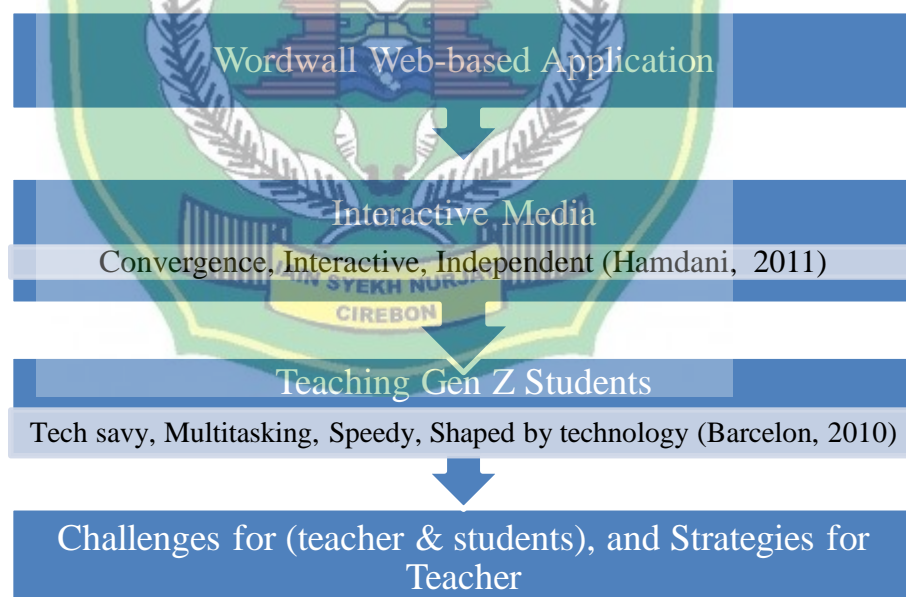 Wordwall Web-based Application
Interactive Media
Convergence, Interactive, Independent (Hamdani, 2011)
SYEKH
CIREBON
Teaching Gen Z Students
Tech savy, Multitasking, Speedy, Shaped by technology (Barcelon, 2010)
Challenges for (teacher & students), and Strategies for
Teacher